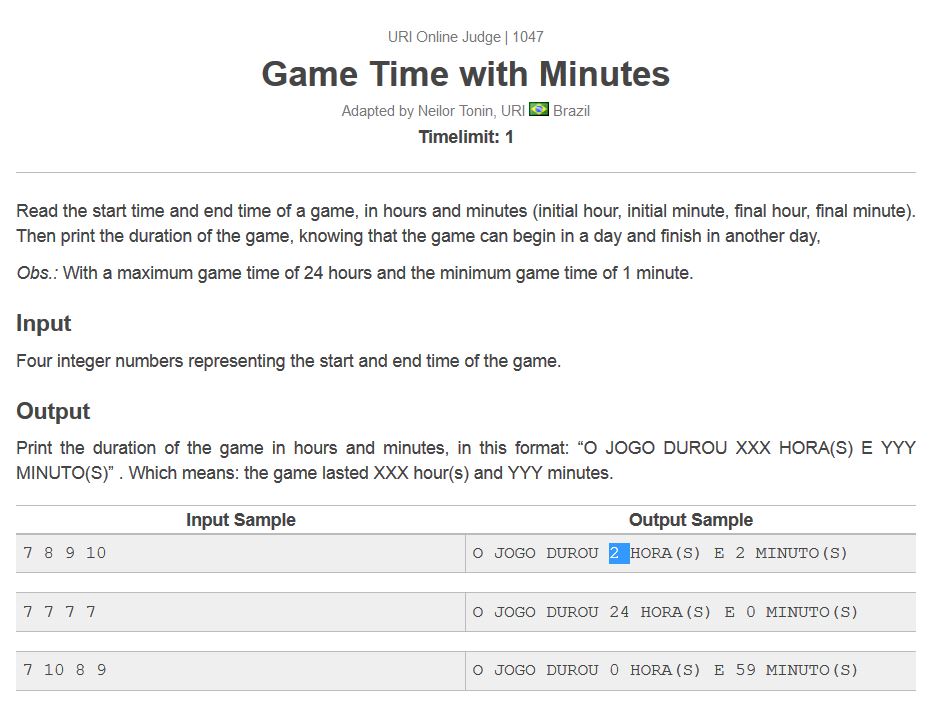 URI Online Judge | 1047
Game Time with Minutes
Adapted by Neilor Tonin, URI Brazil
Timelimit: 1
Read the start time and end time of a game, in hours and minutes (initial hour, initial minute, final hour, final minute).
Then print the duration of the game, knowing that the game can begin in a day and finish in another day,
Obs.: With a maximum game time of 24 hours and the minimum game time of 1 minute.
Input
Four integer numbers representing the start and end time of the game.
Output
Print the duration of the game in hours and minutes, in this format: “O JOGO DUROU XXX HORA(S) E YYY
MINUTO(S)” . Which means: the game lasted XXX hour(s) and YYY minutes.
Input Sample Output Sample
7 8 9 10 O JOGO DUROU 2 HORA(S) E 2 MINUTO(S)
7 7 7 7 O JOGO DUROU 24 HORA(S) E 0 MINUTO(S)
7 10 8 9 O JOGO DUROU 0 HORA(S) E 59 MINUTO(S)